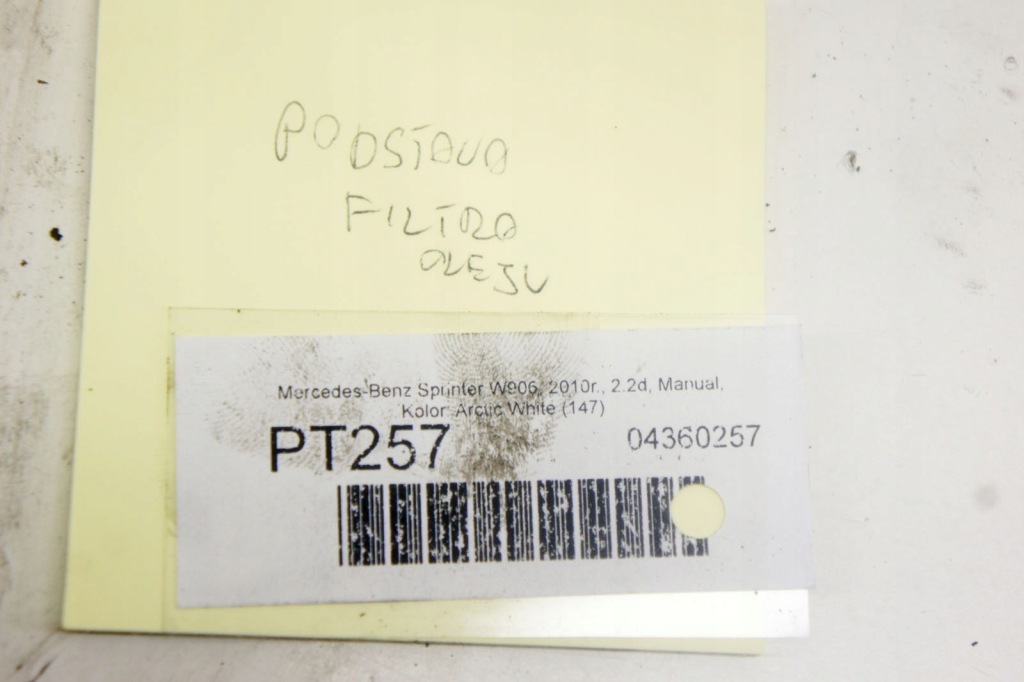 PODSTAWA
FILTRA
OLEJU
Mercedes-Benz Sprinter W906, 2010r., 2.2d, Manual,
Kolor: Arctic White (147)
PT257
04360257